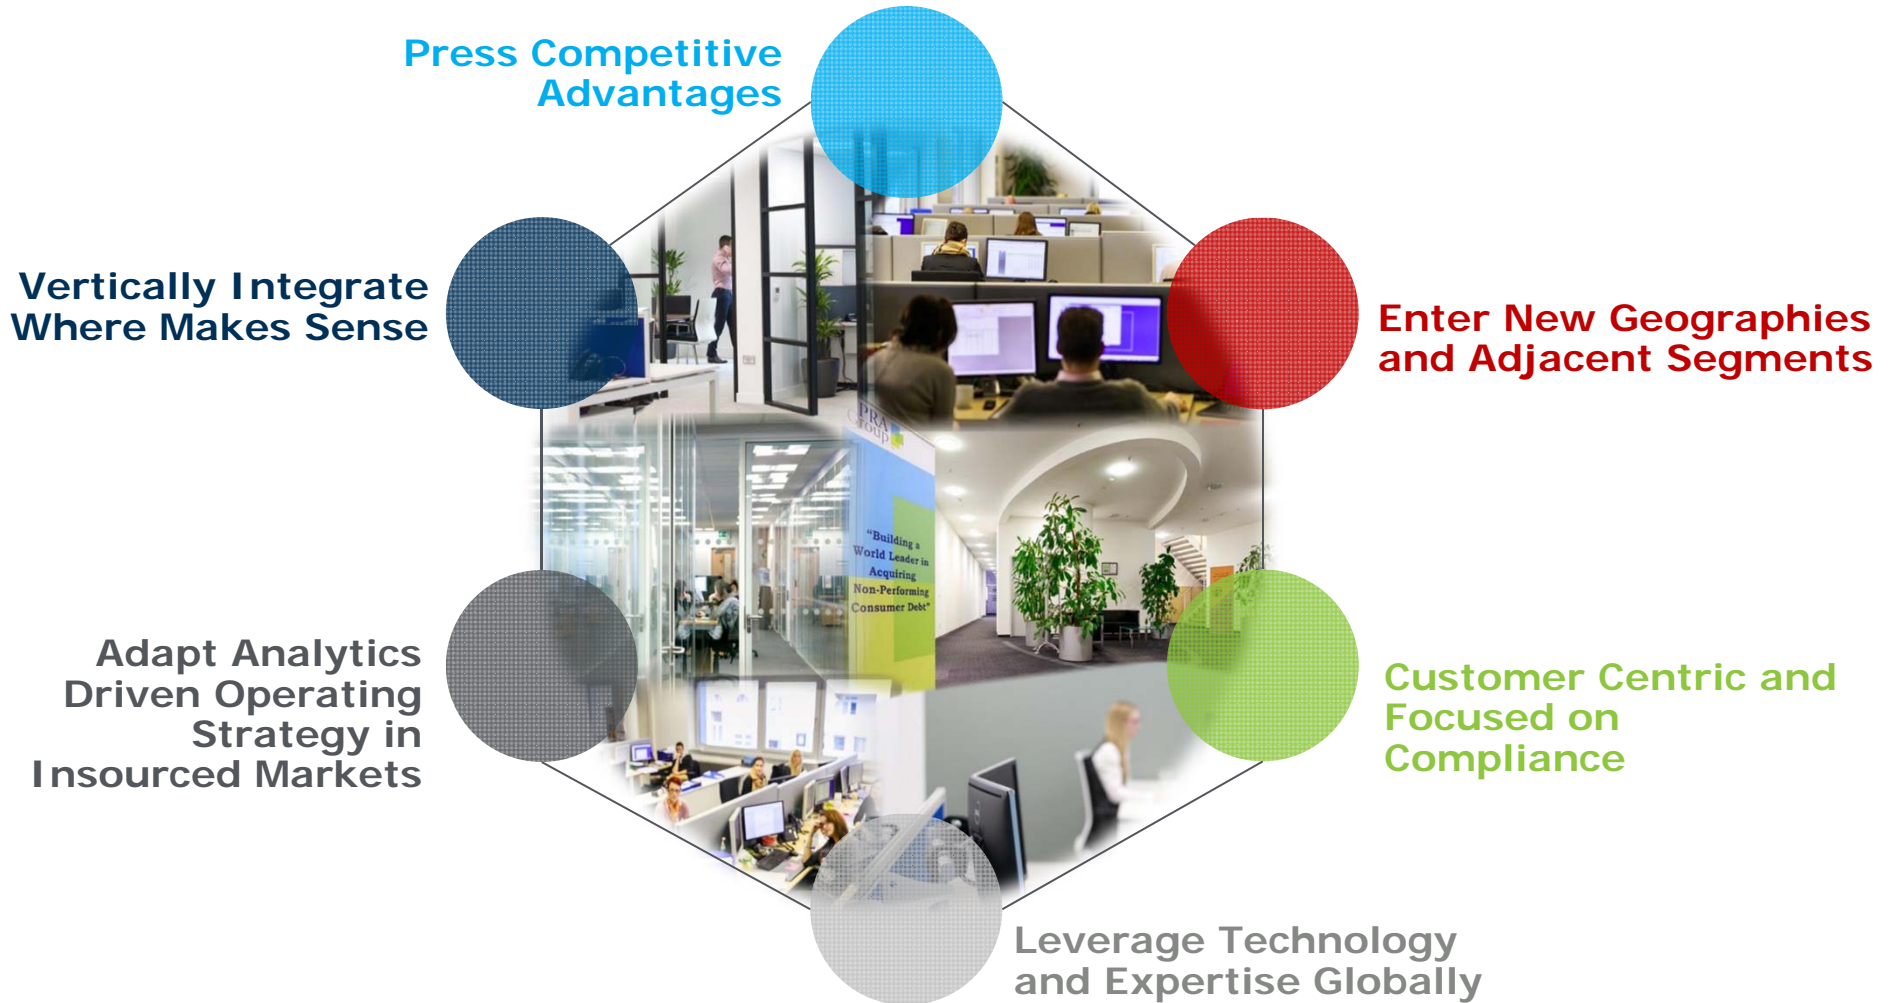 Press Competitive
Advantages
Vertically Integrate
Where Makes Sense
Enter New Geographies
and Adjacent Segments
PRA
Group
"Building a
World Leader in
Acquiring
Non-Performing
Consumer Debt"
Adapt Analytics
Driven Operating
Strategy in
Insourced Markets
Customer Centric and
Focused on
Compliance
Leverage Technology
and Expertise Globally